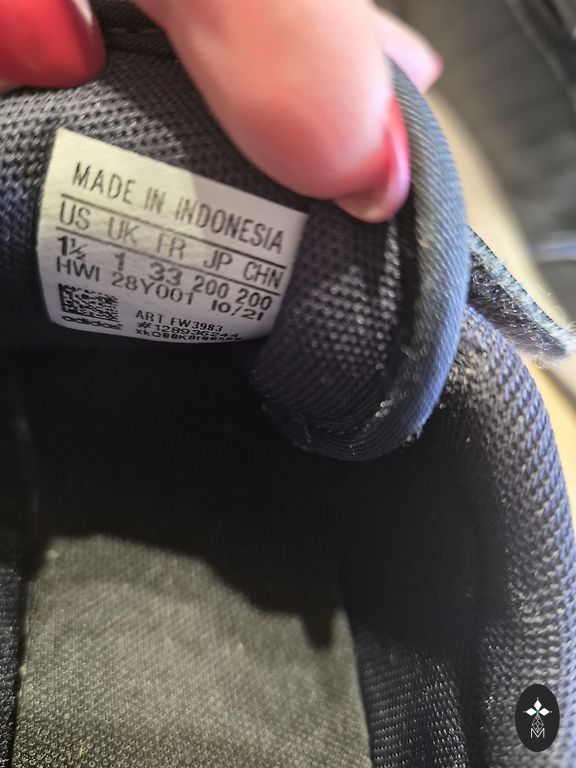 MADE IN INDONESIA
US UK FR JP CHN
1½ 1 33 200 200
HWI 28Y001 10/21
ART FW3983
adidas
M